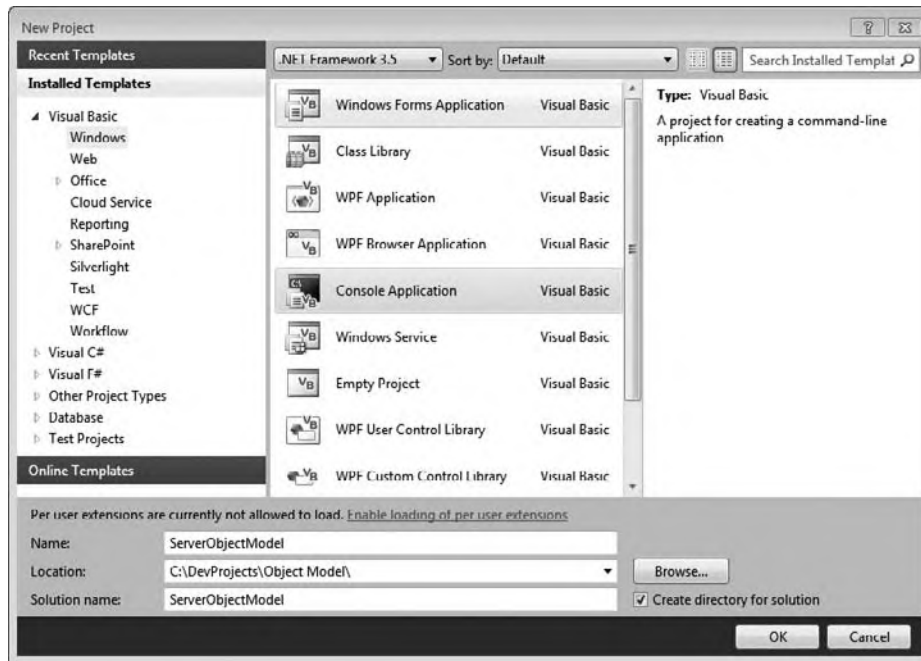 New Project
Recent Templates
.NET Framework 3.5
Sort by: Default
Search Installed Templat
Installed Templates
Visual Basic
Windows
Web
Office
Cloud Service
Reporting
SharePoint
Silverlight
Test
WCF
Workflow
Visual C#
Visual F#
Other Project Types
Database
Test Projects
Online Templates
Windows Forms Application Visual Basic
Class Library Visual Basic
WPF Application Visual Basic
WPF Browser Application Visual Basic
Console Application Visual Basic
Windows Service Visual Basic
Empty Project Visual Basic
WPF User Control Library Visual Basic
WPF Custom Control Library Visual Basic
Type: Visual Basic
A project for creating a command-line
application
Per user extensions are currently not allowed to load. Enable loading of per user extensions
Name: ServerObjectModel
Location: C:\DevProjects\Object Model\
Browse...
Solution name: ServerObjectModel
Create directory for solution
OK Cancel